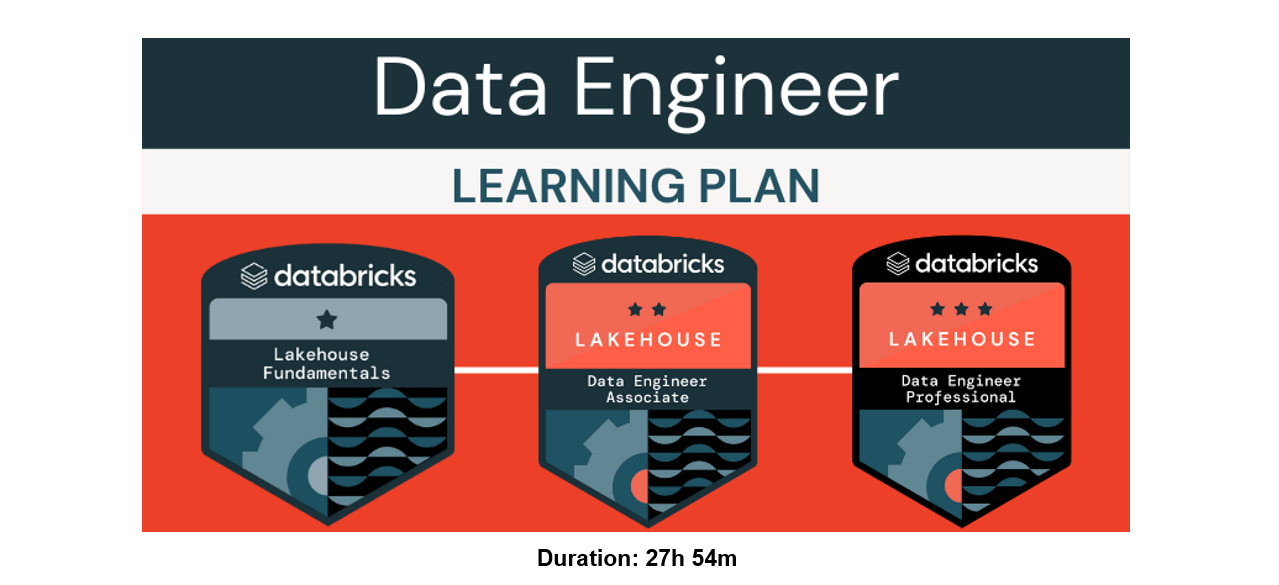 Data Engineer
LEARNING PLAN
databricks
Lakehouse
Fundamentals
databricks
LAKEHOUSE
Data Engineer
Associate
databricks
LAKEHOUSE
Data Engineer
Professional
Duration: 27h 54m